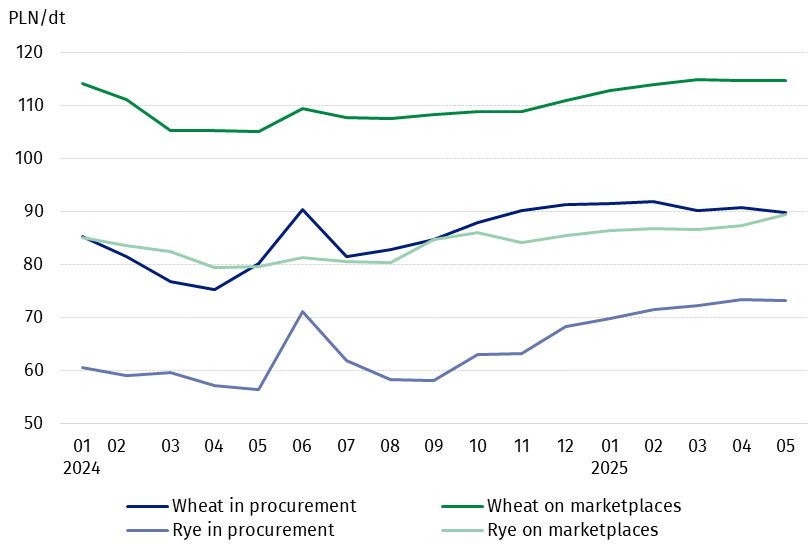 PLN/dt
120
110
100
90
80
70
60
50
01 02 03 04 05 06 07 08 09 10 11 12 01 02 03 04 05
2024 2025
Wheat in procurement Wheat on marketplaces
Rye in procurement Rye on marketplaces